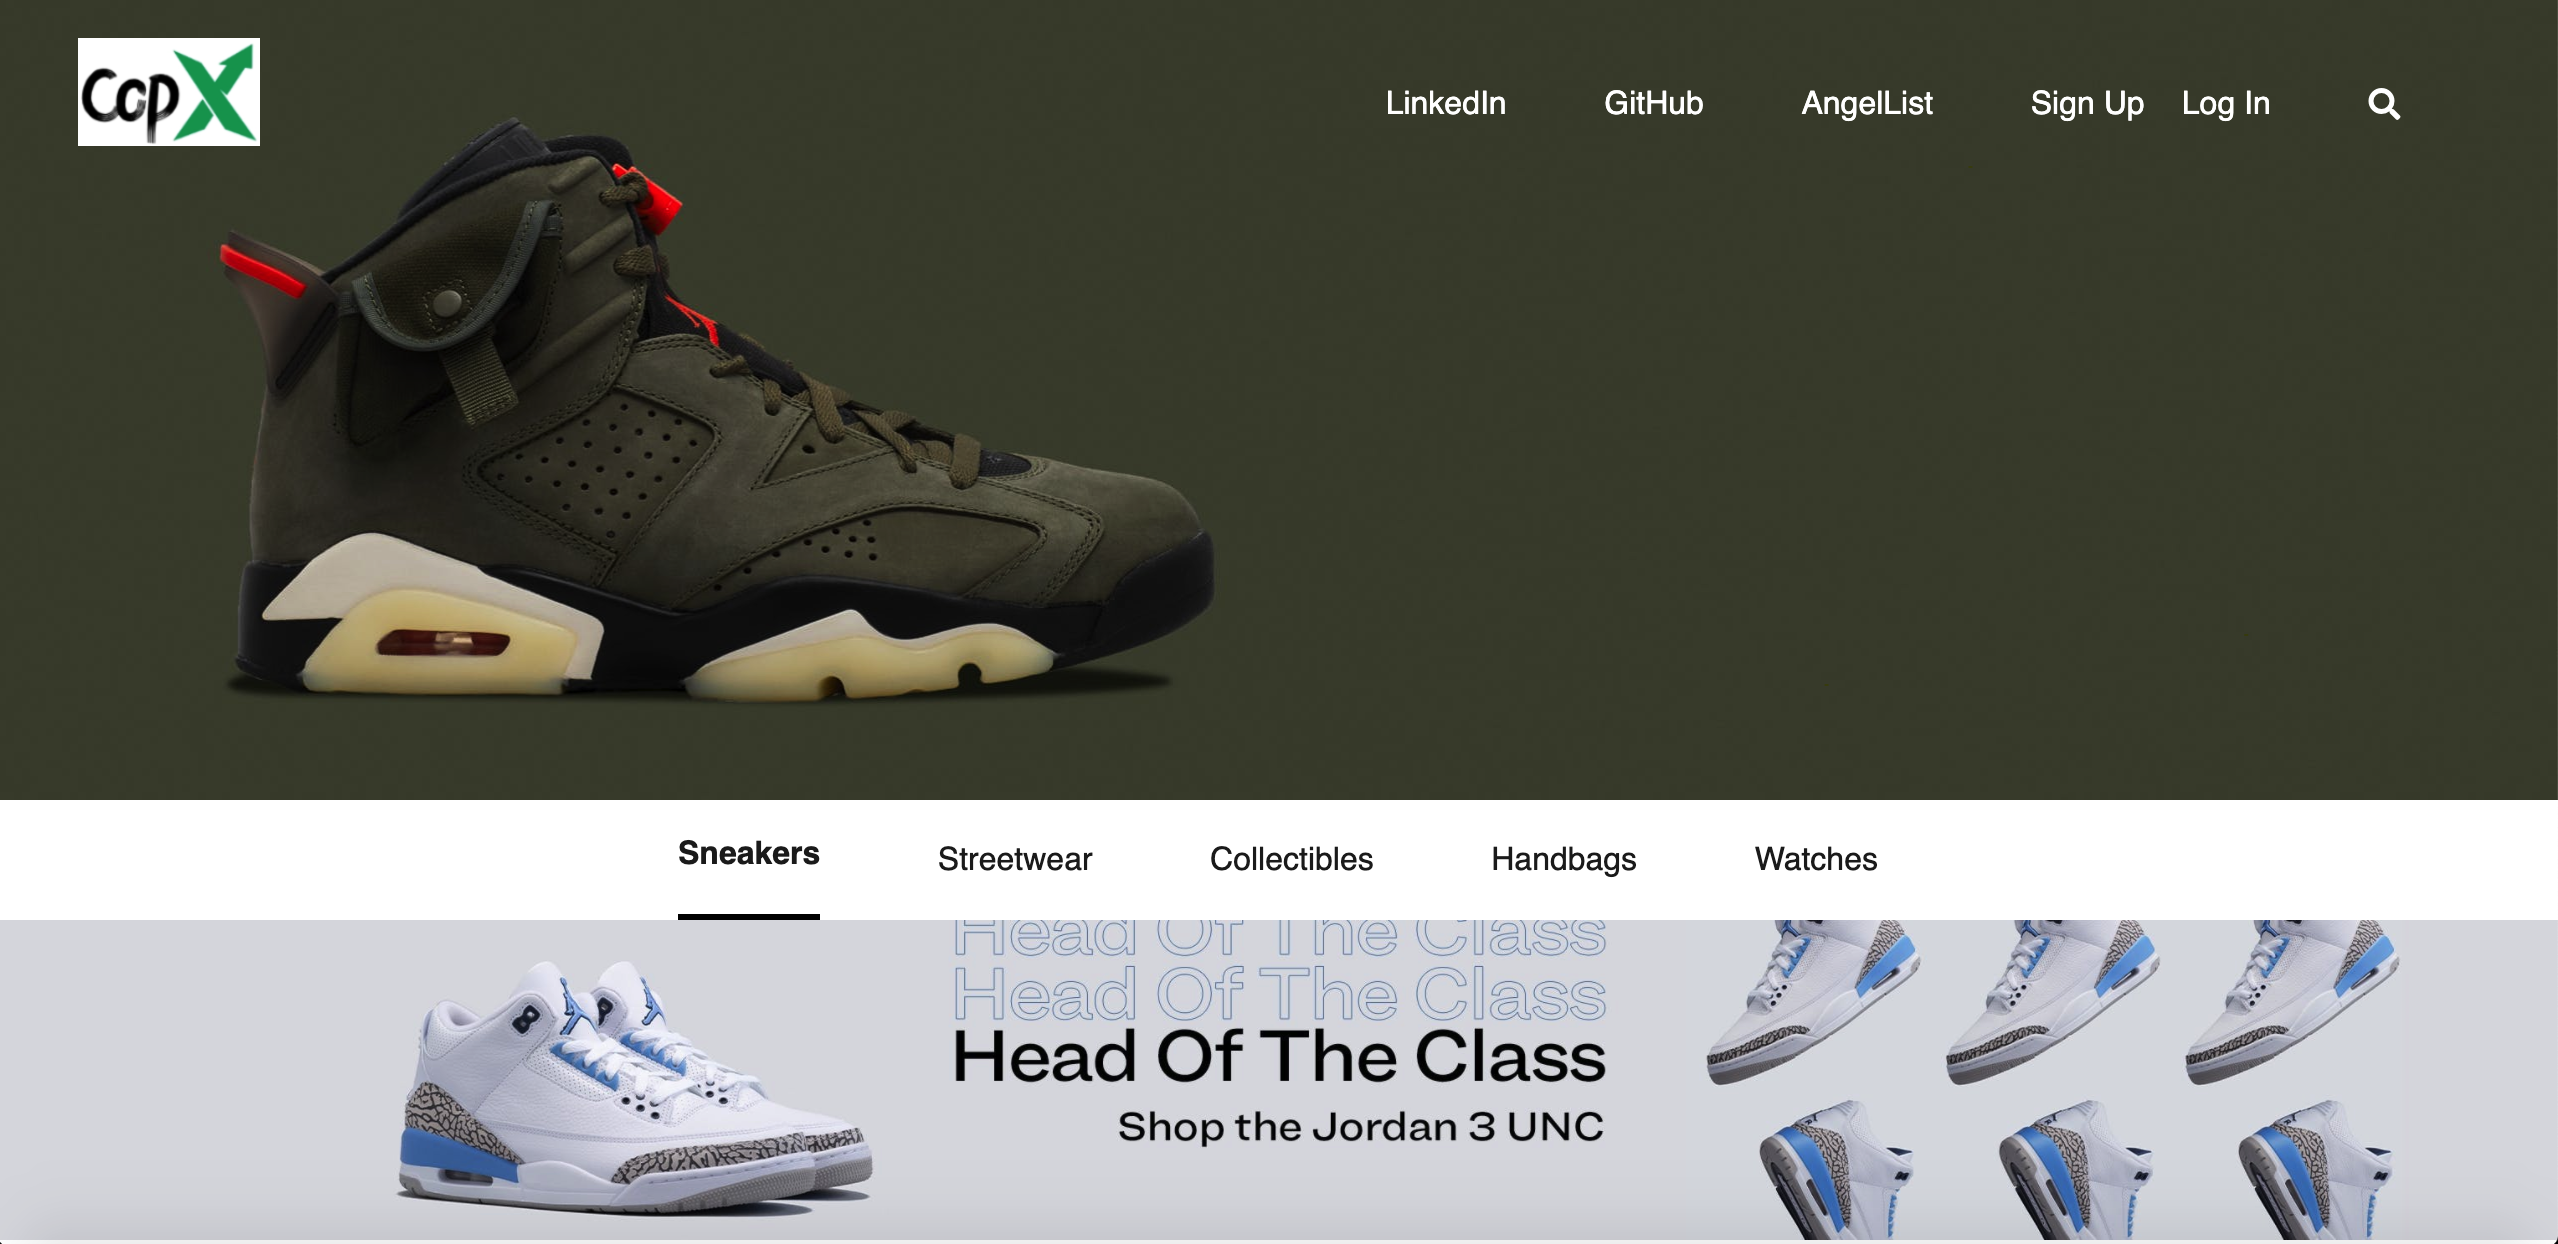 CopX
LinkedIn GitHub AngelList Sign Up Log In
Sneakers Streetwear Collectibles Handbags Watches
Head Of The Class
Head Of The Class
Head Of The Class
Shop the Jordan 3 UNC